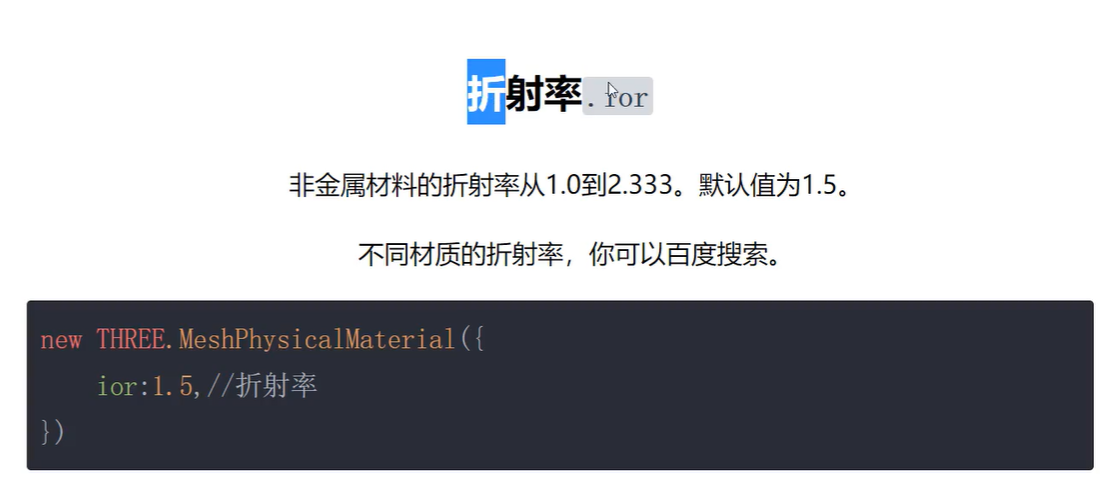 折射率.ior
非金属材料的折射率从1.0到2.333。默认值为1.5。
不同材质的折射率，你可以百度搜索。
new THREE.MeshPhysicalMaterial({
    ior:1.5,//折射率
})